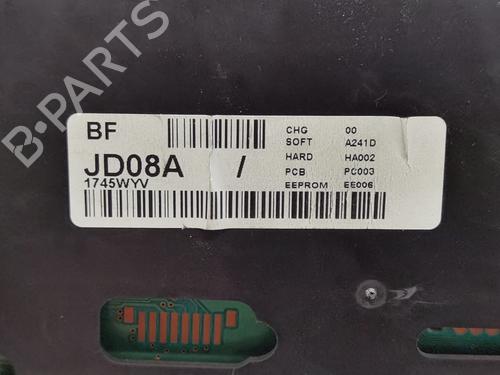 B-PARTS
BF
JD08A /
1745WYV
CHG 00
SOFT A241D
HARD HA002
PCB PC003
EEPROM EE006